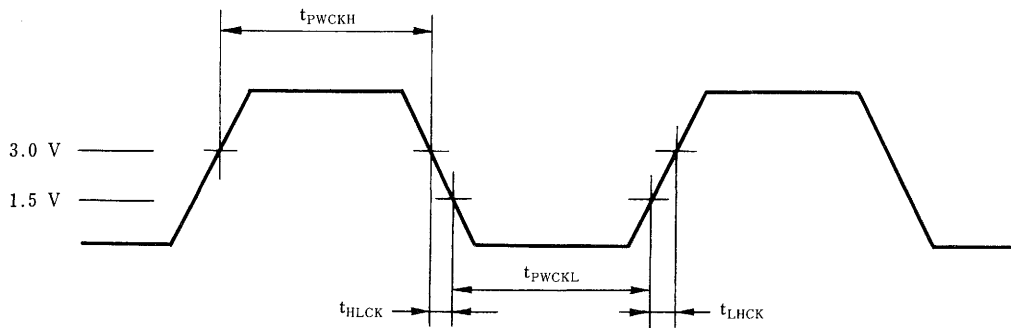 tPWCKH
3.0 V
1.5 V
tPWCKL
tHLCK
tLHCK